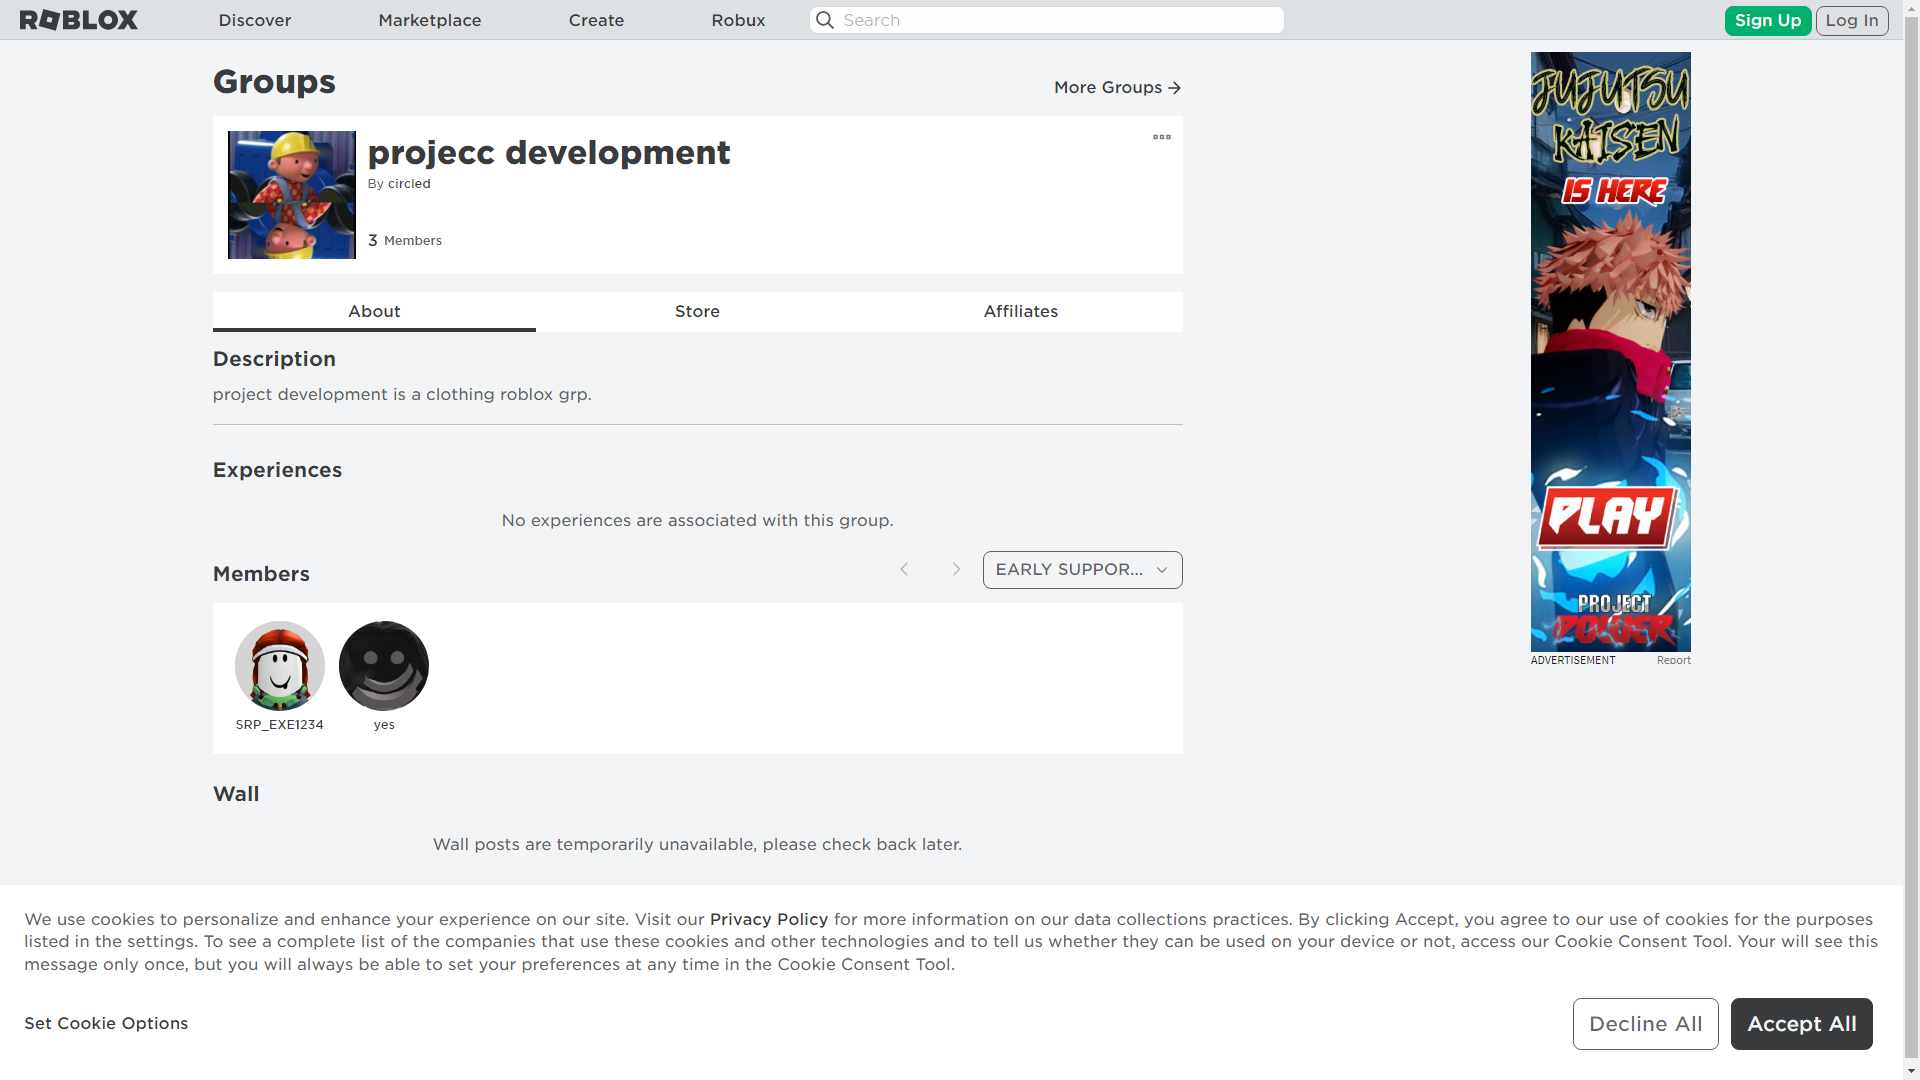 ROBLOX
Discover
Marketplace
Create
Robux
Search
Sign Up
Log In
Groups
More Groups
projecc development
By circled
3 Members
About
Store
Affiliates
Description
project development is a clothing roblox grp.
Experiences
No experiences are associated with this group.
Members
EARLY SUPPOR...
SRP_EXE1234
yes
Wall
Wall posts are temporarily unavailable, please check back later.
JUJUTSU
KAISEN
IS HERE
PLAY
PROJECT
POWER
ADVERTISEMENT
Report
We use cookies to personalize and enhance your experience on our site. Visit our Privacy Policy for more information on our data collections practices. By clicking Accept, you agree to our use of cookies for the purposes
listed in the settings. To see a complete list of the companies that use these cookies and other technologies and to tell us whether they can be used on your device or not, access our Cookie Consent Tool. Your will see this
message only once, but you will always be able to set your preferences at any time in the Cookie Consent Tool.
Set Cookie Options
Decline All
Accept All